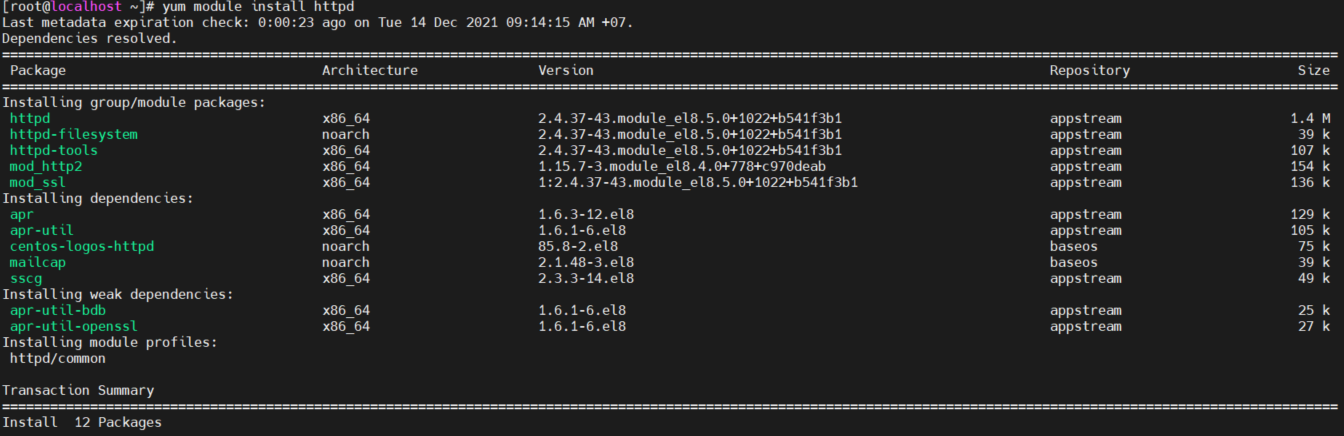 [root@localhost ~]# yum module install httpd
Last metadata expiration check: 0:00:23 ago on Tue 14 Dec 2021 09:14:15 AM +07.
Dependencies resolved.
Package Architecture Version Repository Size
Installing group/module packages:
httpd x86_64 2.4.37-43.module_el8.5.0+1022+b541f3b1 appstream 1.4 M
httpd-filesystem noarch 2.4.37-43.module_el8.5.0+1022+b541f3b1 appstream 39 k
httpd-tools x86_64 2.4.37-43.module_el8.5.0+1022+b541f3b1 appstream 107 k
mod_http2 x86_64 1.15.7-3.module_el8.4.0+778+c970deab appstream 154 k
mod_ssl x86_64 1:2.4.37-43.module_el8.5.0+1022+b541f3b1 appstream 136 k
Installing dependencies:
apr x86_64 1.6.3-12.el8 appstream 129 k
apr-util x86_64 1.6.1-6.el8 appstream 105 k
centos-logos-httpd noarch 85.8-2.el8 baseos 75 k
mailcap noarch 2.1.48-3.el8 baseos 39 k
sscg x86_64 2.3.3-14.el8 appstream 49 k
Installing weak dependencies:
apr-util-bdb x86_64 1.6.1-6.el8 appstream 25 k
apr-util-openssl x86_64 1.6.1-6.el8 appstream 27 k
Installing module profiles:
httpd/common
Transaction Summary
Install 12 Packages